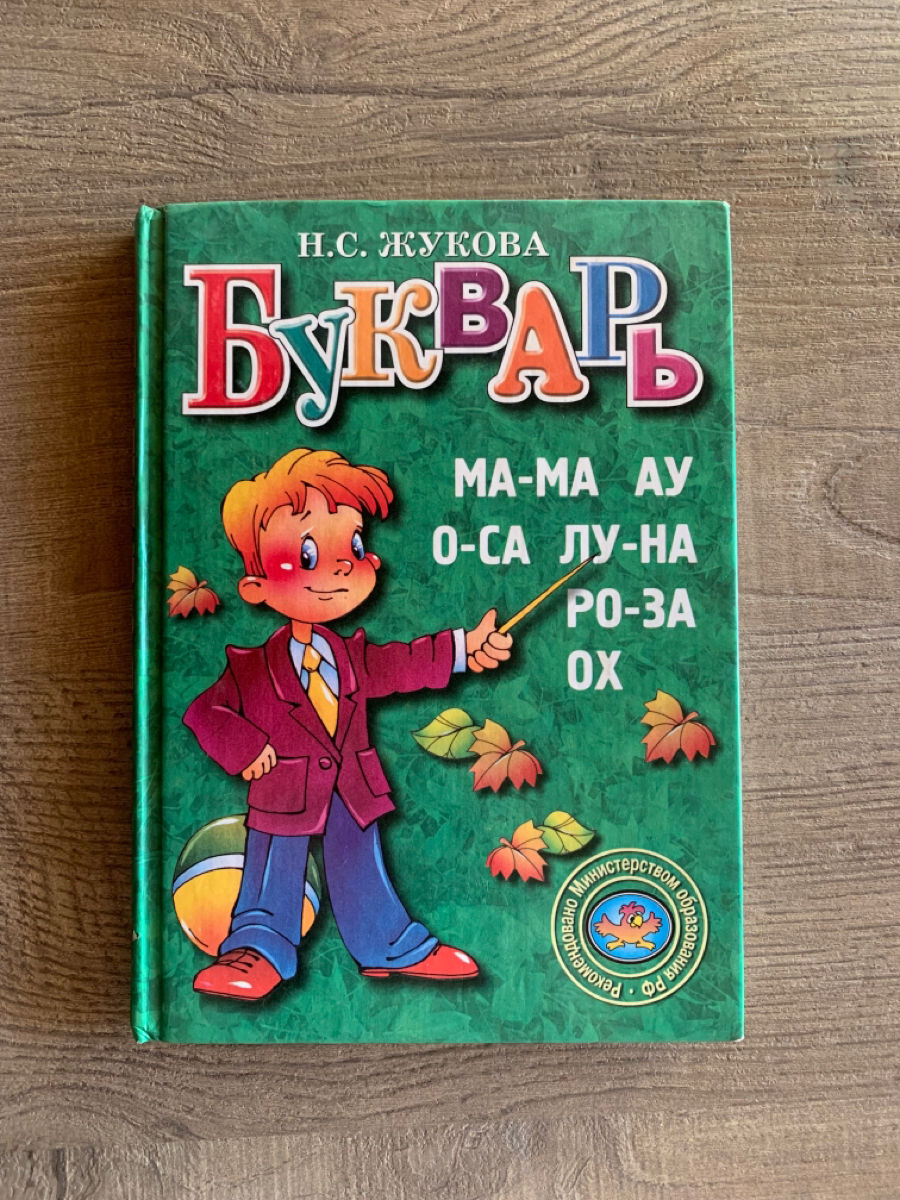 Н.С. ЖУКОВА
БУКВАРЬ
МА-МА АУ
О-СА ЛУ-НА
РО-ЗА
ОХ
Рекомендовано Министерством образования РФ •